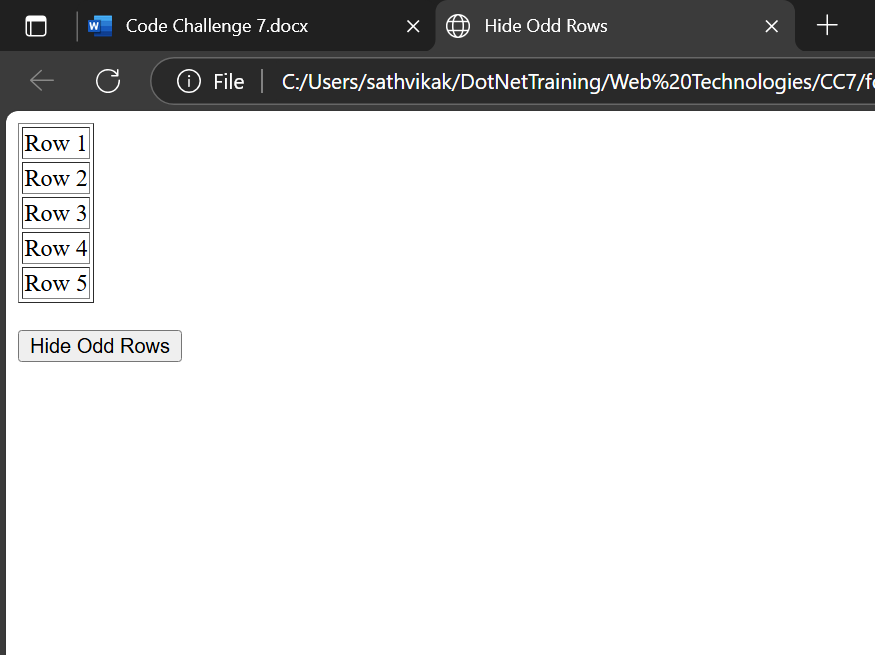 Code Challenge 7.docx
Hide Odd Rows
File
C:/Users/sathvikak/DotNetTraining/Web%20Technologies/CC7/f
Row 1
Row 2
Row 3
Row 4
Row 5
Hide Odd Rows